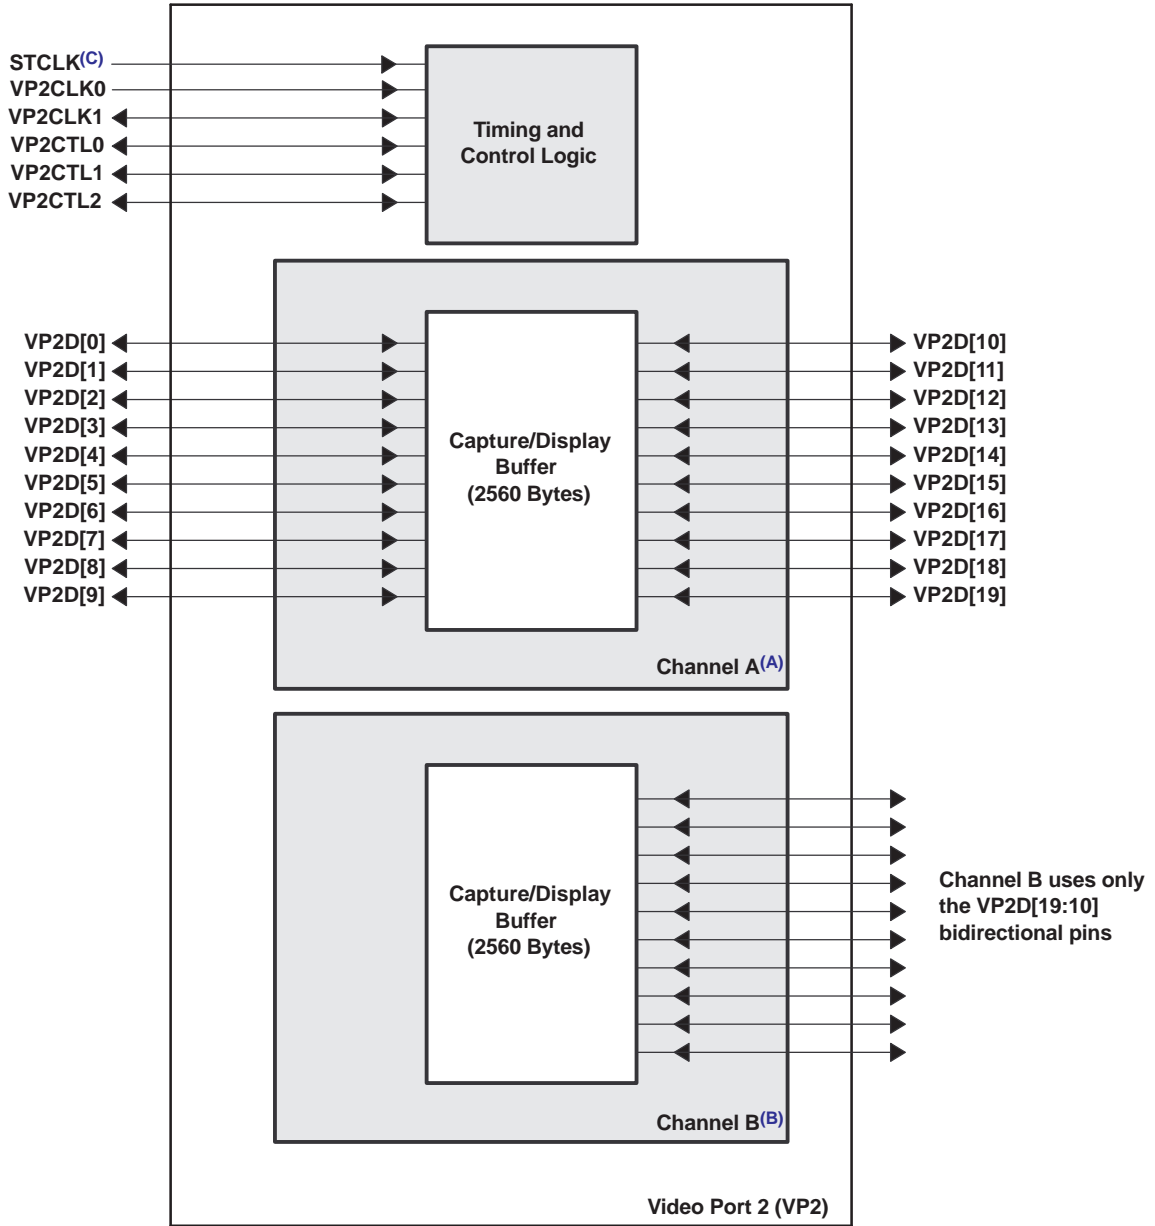 STCLK(C)
VP2CLK0
VP2CLK1
VP2CTL0
VP2CTL1
VP2CTL2
Timing and
Control Logic
VP2D[0]
VP2D[1]
VP2D[2]
VP2D[3]
VP2D[4]
VP2D[5]
VP2D[6]
VP2D[7]
VP2D[8]
VP2D[9]
Capture/Display
Buffer
(2560 Bytes)
VP2D[10]
VP2D[11]
VP2D[12]
VP2D[13]
VP2D[14]
VP2D[15]
VP2D[16]
VP2D[17]
VP2D[18]
VP2D[19]
Channel A(A)
Capture/Display
Buffer
(2560 Bytes)
Channel B uses only
the VP2D[19:10]
bidirectional pins
Channel B(B)
Video Port 2 (VP2)